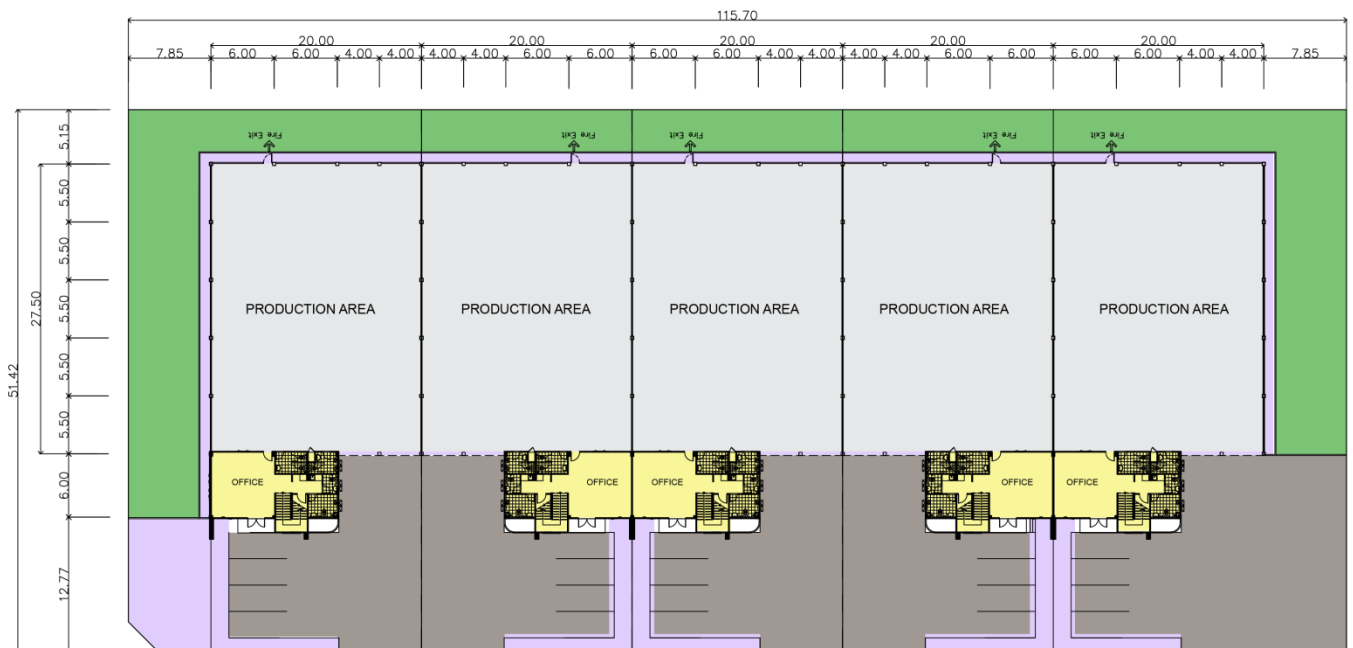 115.70
20.00 20.00 20.00 20.00 20.00
7.85 6.00 6.00 4.00 4.00 4.00 4.00 6.00 6.00 6.00 6.00 4.00 4.00 4.00 4.00 6.00 6.00 6.00 6.00 4.00 4.00 7.85
Fire Exit Fire Exit Fire Exit Fire Exit Fire Exit
5.15
5.50
5.50
5.50
5.50
5.50
6.00
12.77
27.50
51.42
PRODUCTION AREA PRODUCTION AREA PRODUCTION AREA PRODUCTION AREA PRODUCTION AREA
OFFICE OFFICE OFFICE OFFICE OFFICE